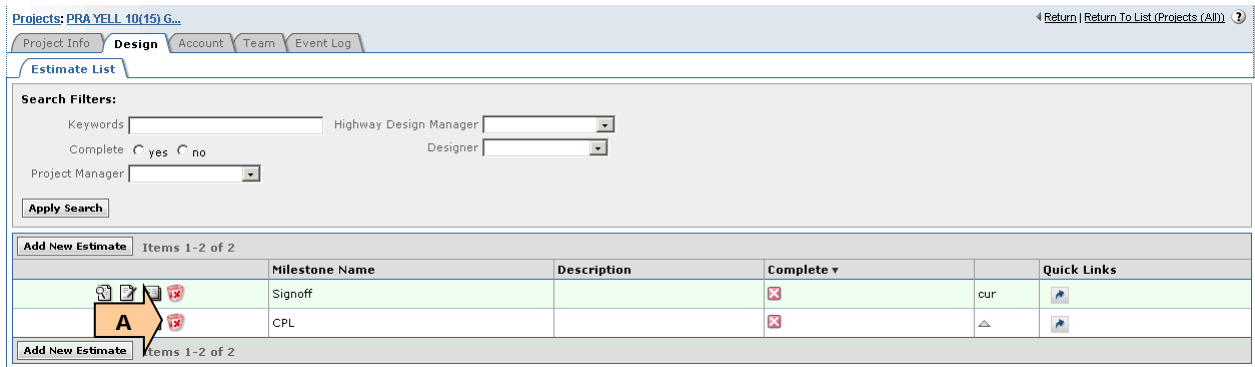 Projects: PRA YELL 10(15) G... Return | Return To List (Projects (All)) ?
Project Info Design Account Team Event Log
Estimate List
Search Filters:
Keywords Highway Design Manager
Complete yes no Designer
Project Manager
Apply Search
Add New Estimate Items 1-2 of 2
Milestone Name Description Complete Quick Links
Signoff cur
A CPL
Add New Estimate Items 1-2 of 2